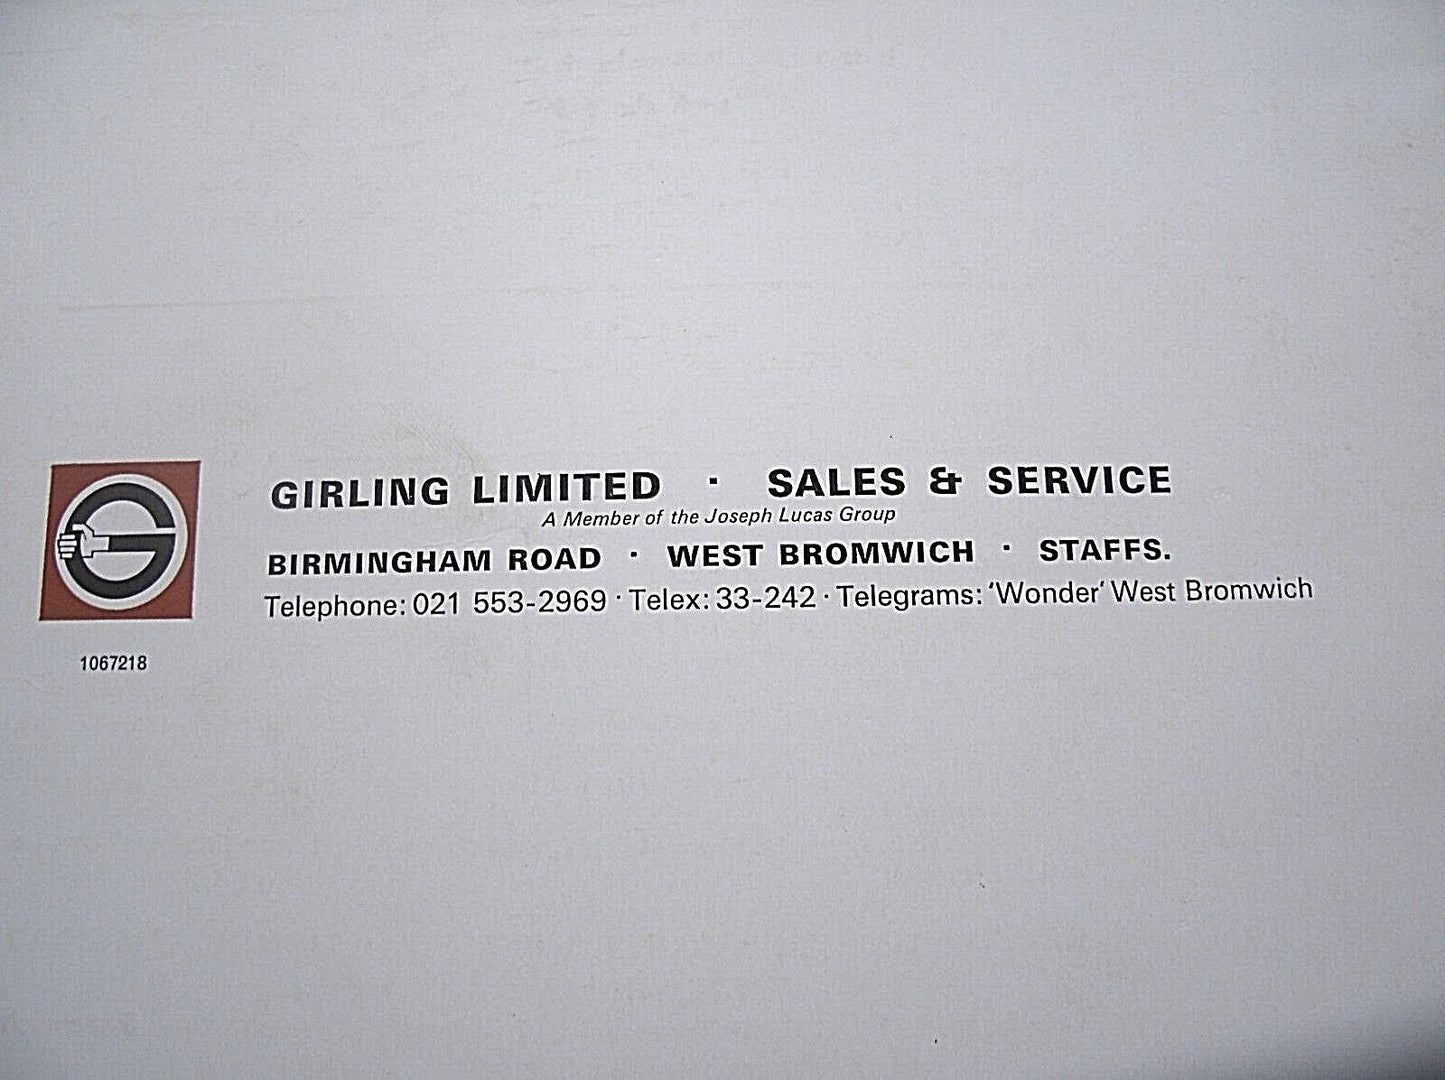 GIRLING LIMITED · SALES & SERVICE
A Member of the Joseph Lucas Group
BIRMINGHAM ROAD · WEST BROMWICH · STAFFS.
Telephone: 021 553-2969 · Telex: 33-242 · Telegrams: ‘Wonder‘ West Bromwich
1067218